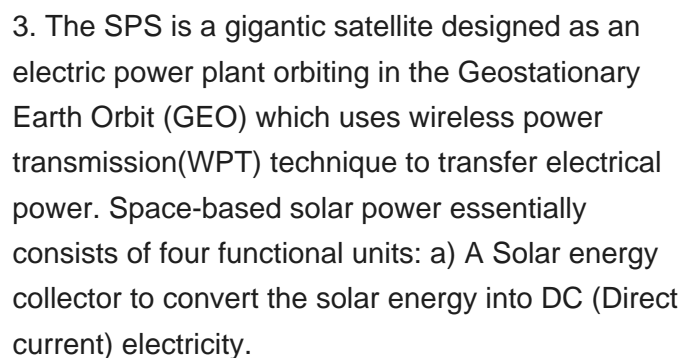 3. The SPS is a gigantic satellite designed as an
electric power plant orbiting in the Geostationary
Earth Orbit (GEO) which uses wireless power
transmission(WPT) technique to transfer electrical
power. Space-based solar power essentially
consists of four functional units: a) A Solar energy
collector to convert the solar energy into DC (Direct
current) electricity.